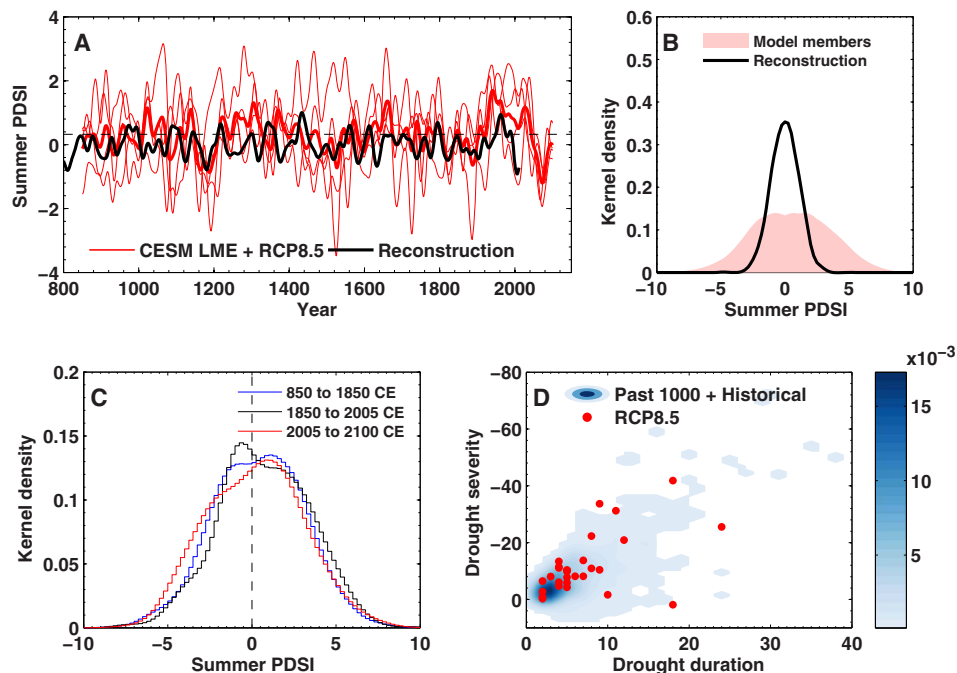 A
Summer PDSI
4
2
0
−2
−4
CESM LME + RCP8.5
Reconstruction
800 1000 1200 1400 1600 1800 2000
Year
B
Model members
Reconstruction
Kernel density
0.6
0.5
0.4
0.3
0.2
0.1
0
−10 −5 0 5 10
Summer PDSI
C
850 to 1850 CE
1850 to 2005 CE
2005 to 2100 CE
Kernel density
0.2
0.15
0.1
0.05
0
−10 −5 0 5 10
Summer PDSI
D
Past 1000 + Historical
RCP8.5
Drought severity
−80
−60
−40
−20
0
0 10 20 30 40
Drought duration
x10−3
15
10
5